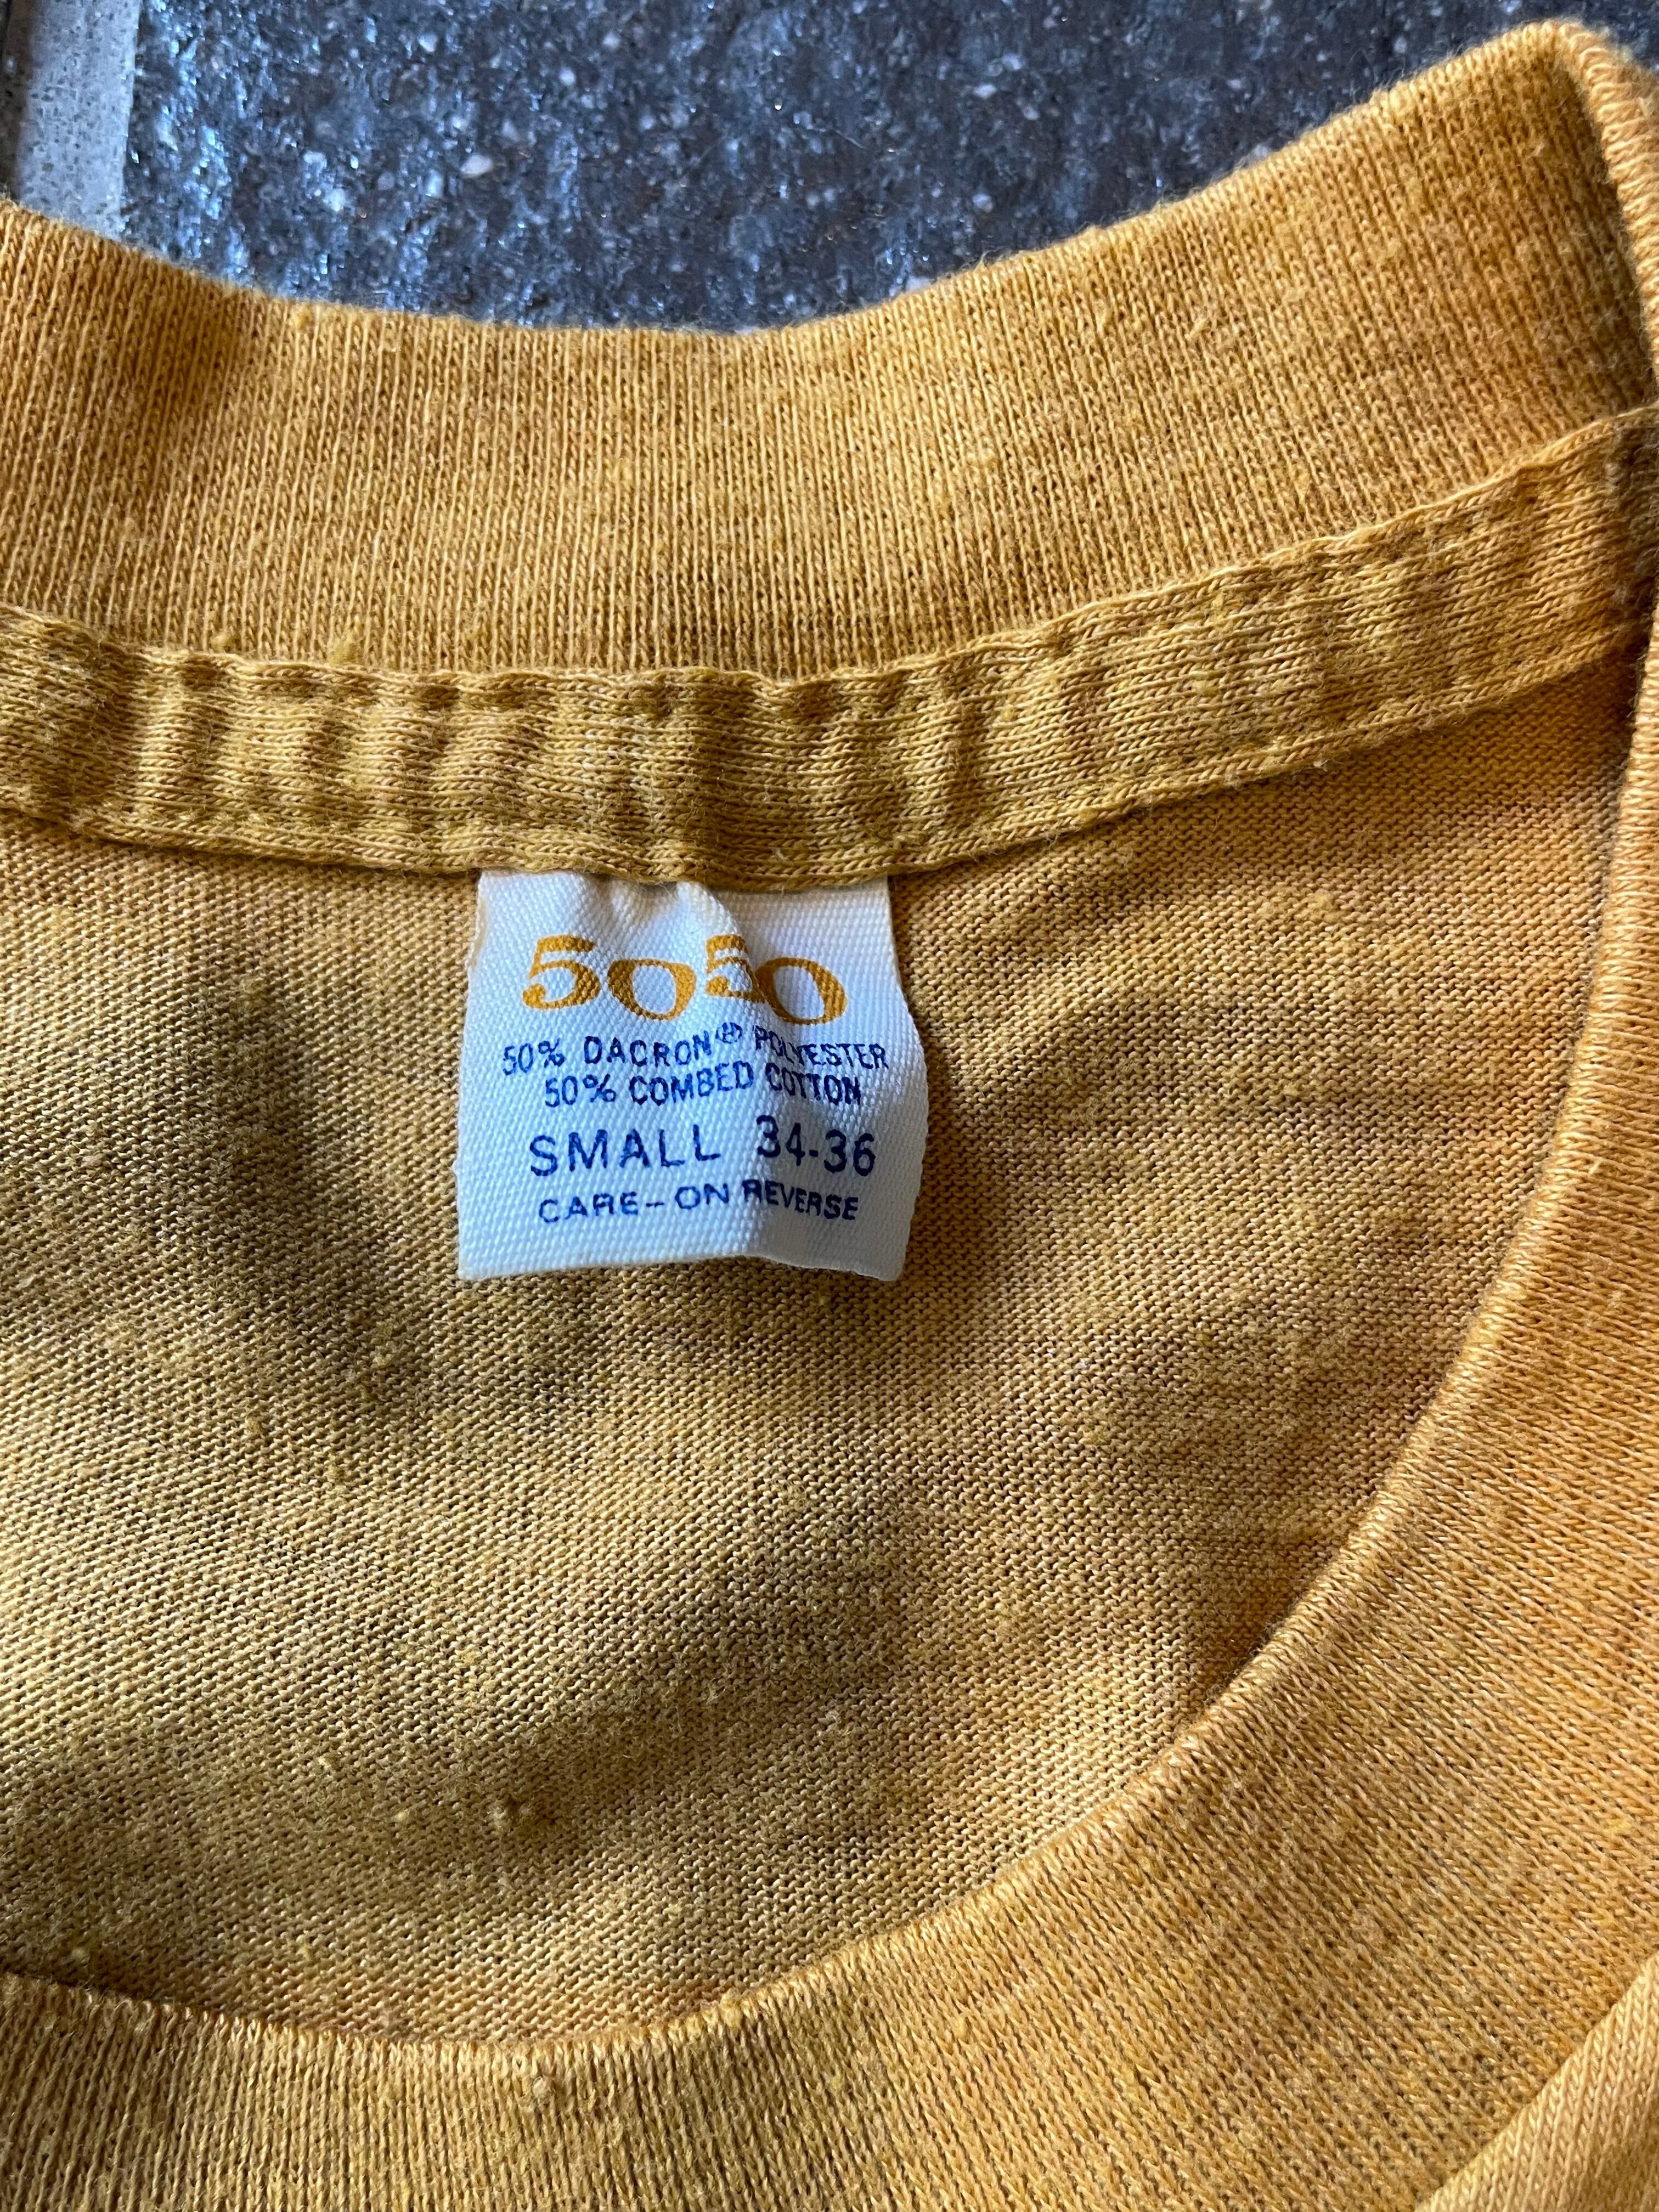 5050
50% DACRON® POLYESTER
50% COMBED COTTON
SMALL 34-36
CARE-ON REVERSE